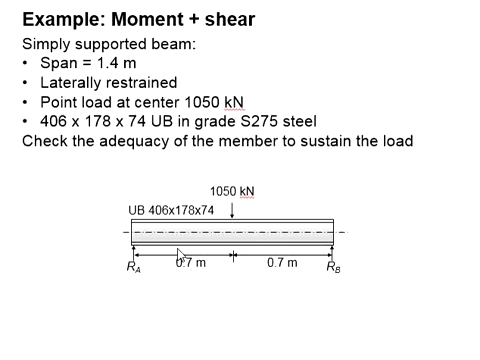 Example: Moment + shear
Simply supported beam:
• Span = 1.4 m
• Laterally restrained
• Point load at center 1050 kN
• 406 x 178 x 74 UB in grade S275 steel
Check the adequacy of the member to sustain the load
1050 kN
UB 406x178x74
RA 0.7 m 0.7 m RB